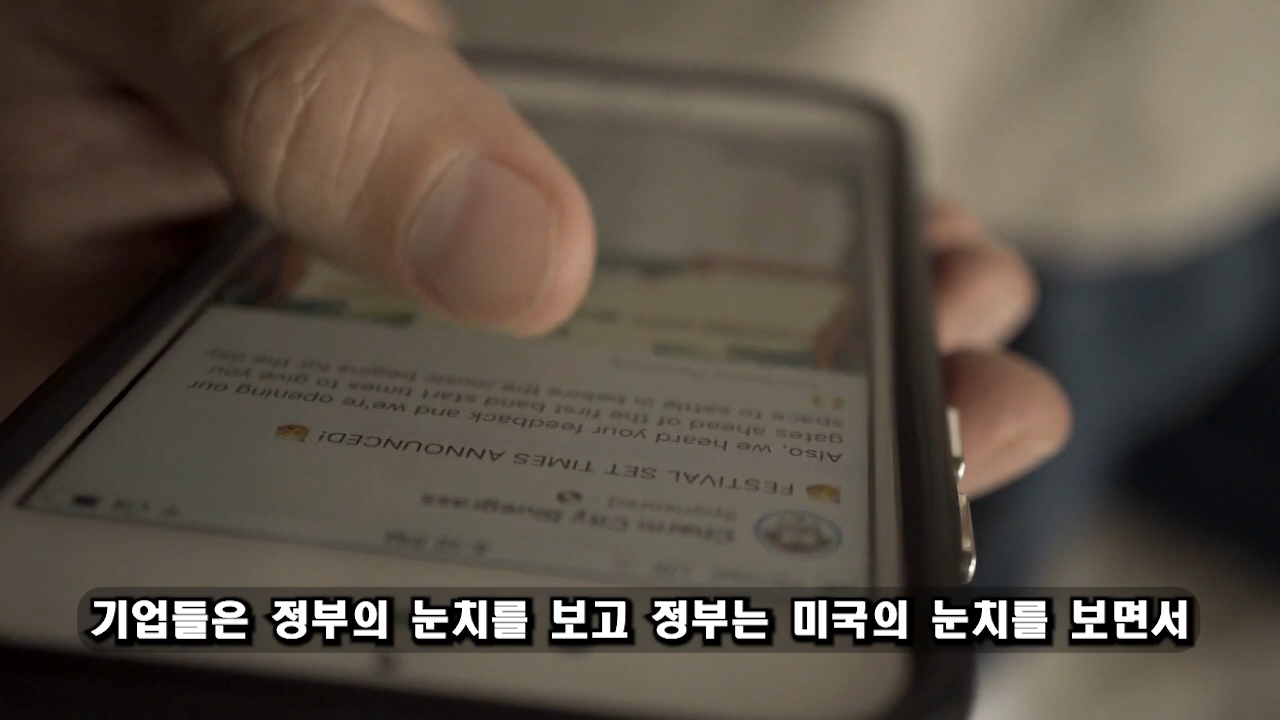 Charm City Bluegrass
Sponsored ·
FESTIVAL SET TIMES ANNOUNCED!
Also, we heard your feedback and we're opening our
gates ahead of the first band start times to give you
space to settle in before the music begins for the day
기업들은 정부의 눈치를 보고 정부는 미국의 눈치를 보면서